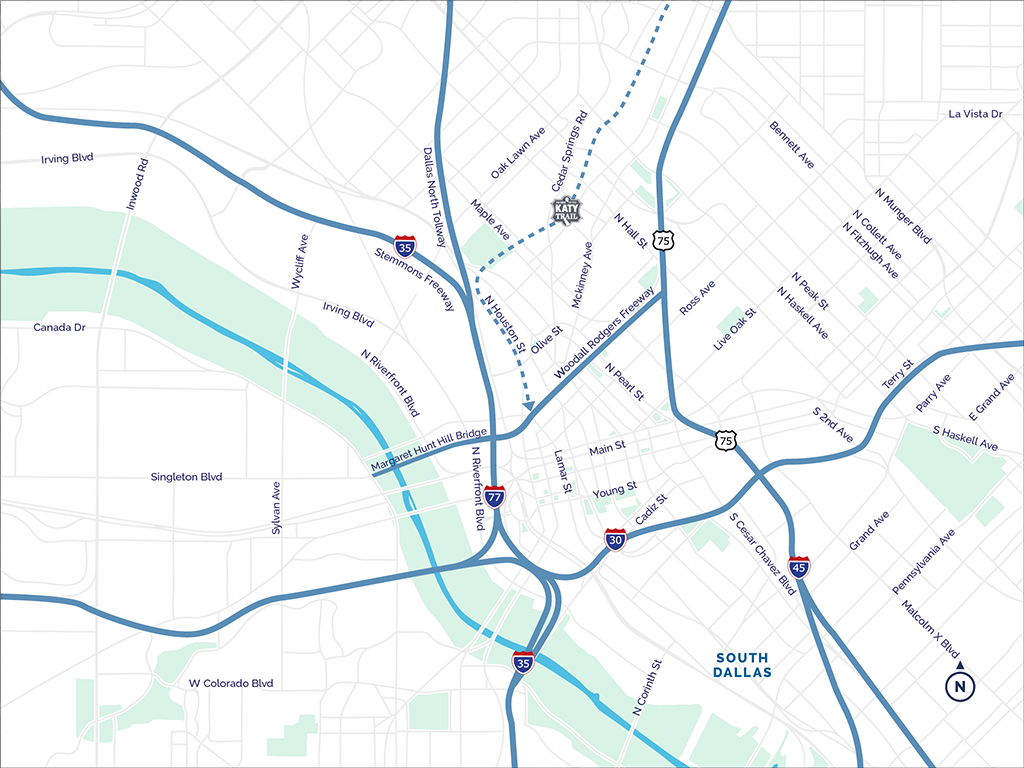 La Vista Dr
Bennett Ave
Oak Lawn Ave
Cedar Springs Rd
Irving Blvd
Inwood Rd
Dallas North Tollway
Maple Ave
KATY
TRAIL
N Hall St
N Munger Blvd
N Collett Ave
N Fitzhugh Ave
75
35
Stemmons Freeway
Wycliff Ave
Mckinney Ave
N Peak St
N Haskell Ave
Ross Ave
Live Oak St
Irving Blvd
Canada Dr
N Houston St
Olive St
Woodall Rodgers Freeway
N Riverfront Blvd
N Pearl St
Terry St
Parry Ave
E Grand Ave
S 2nd Ave
S Haskell Ave
75
Margaret Hunt Hill Bridge
Main St
Singleton Blvd
Sylvan Ave
N Riverfront Blvd
Lamar St
77
Young St
Cadiz St
30
S Cesar Chavez Blvd
Grand Ave
45
Pennsylvania Ave
Malcolm X Blvd
SOUTH
DALLAS
35
N Corinth St
W Colorado Blvd
N